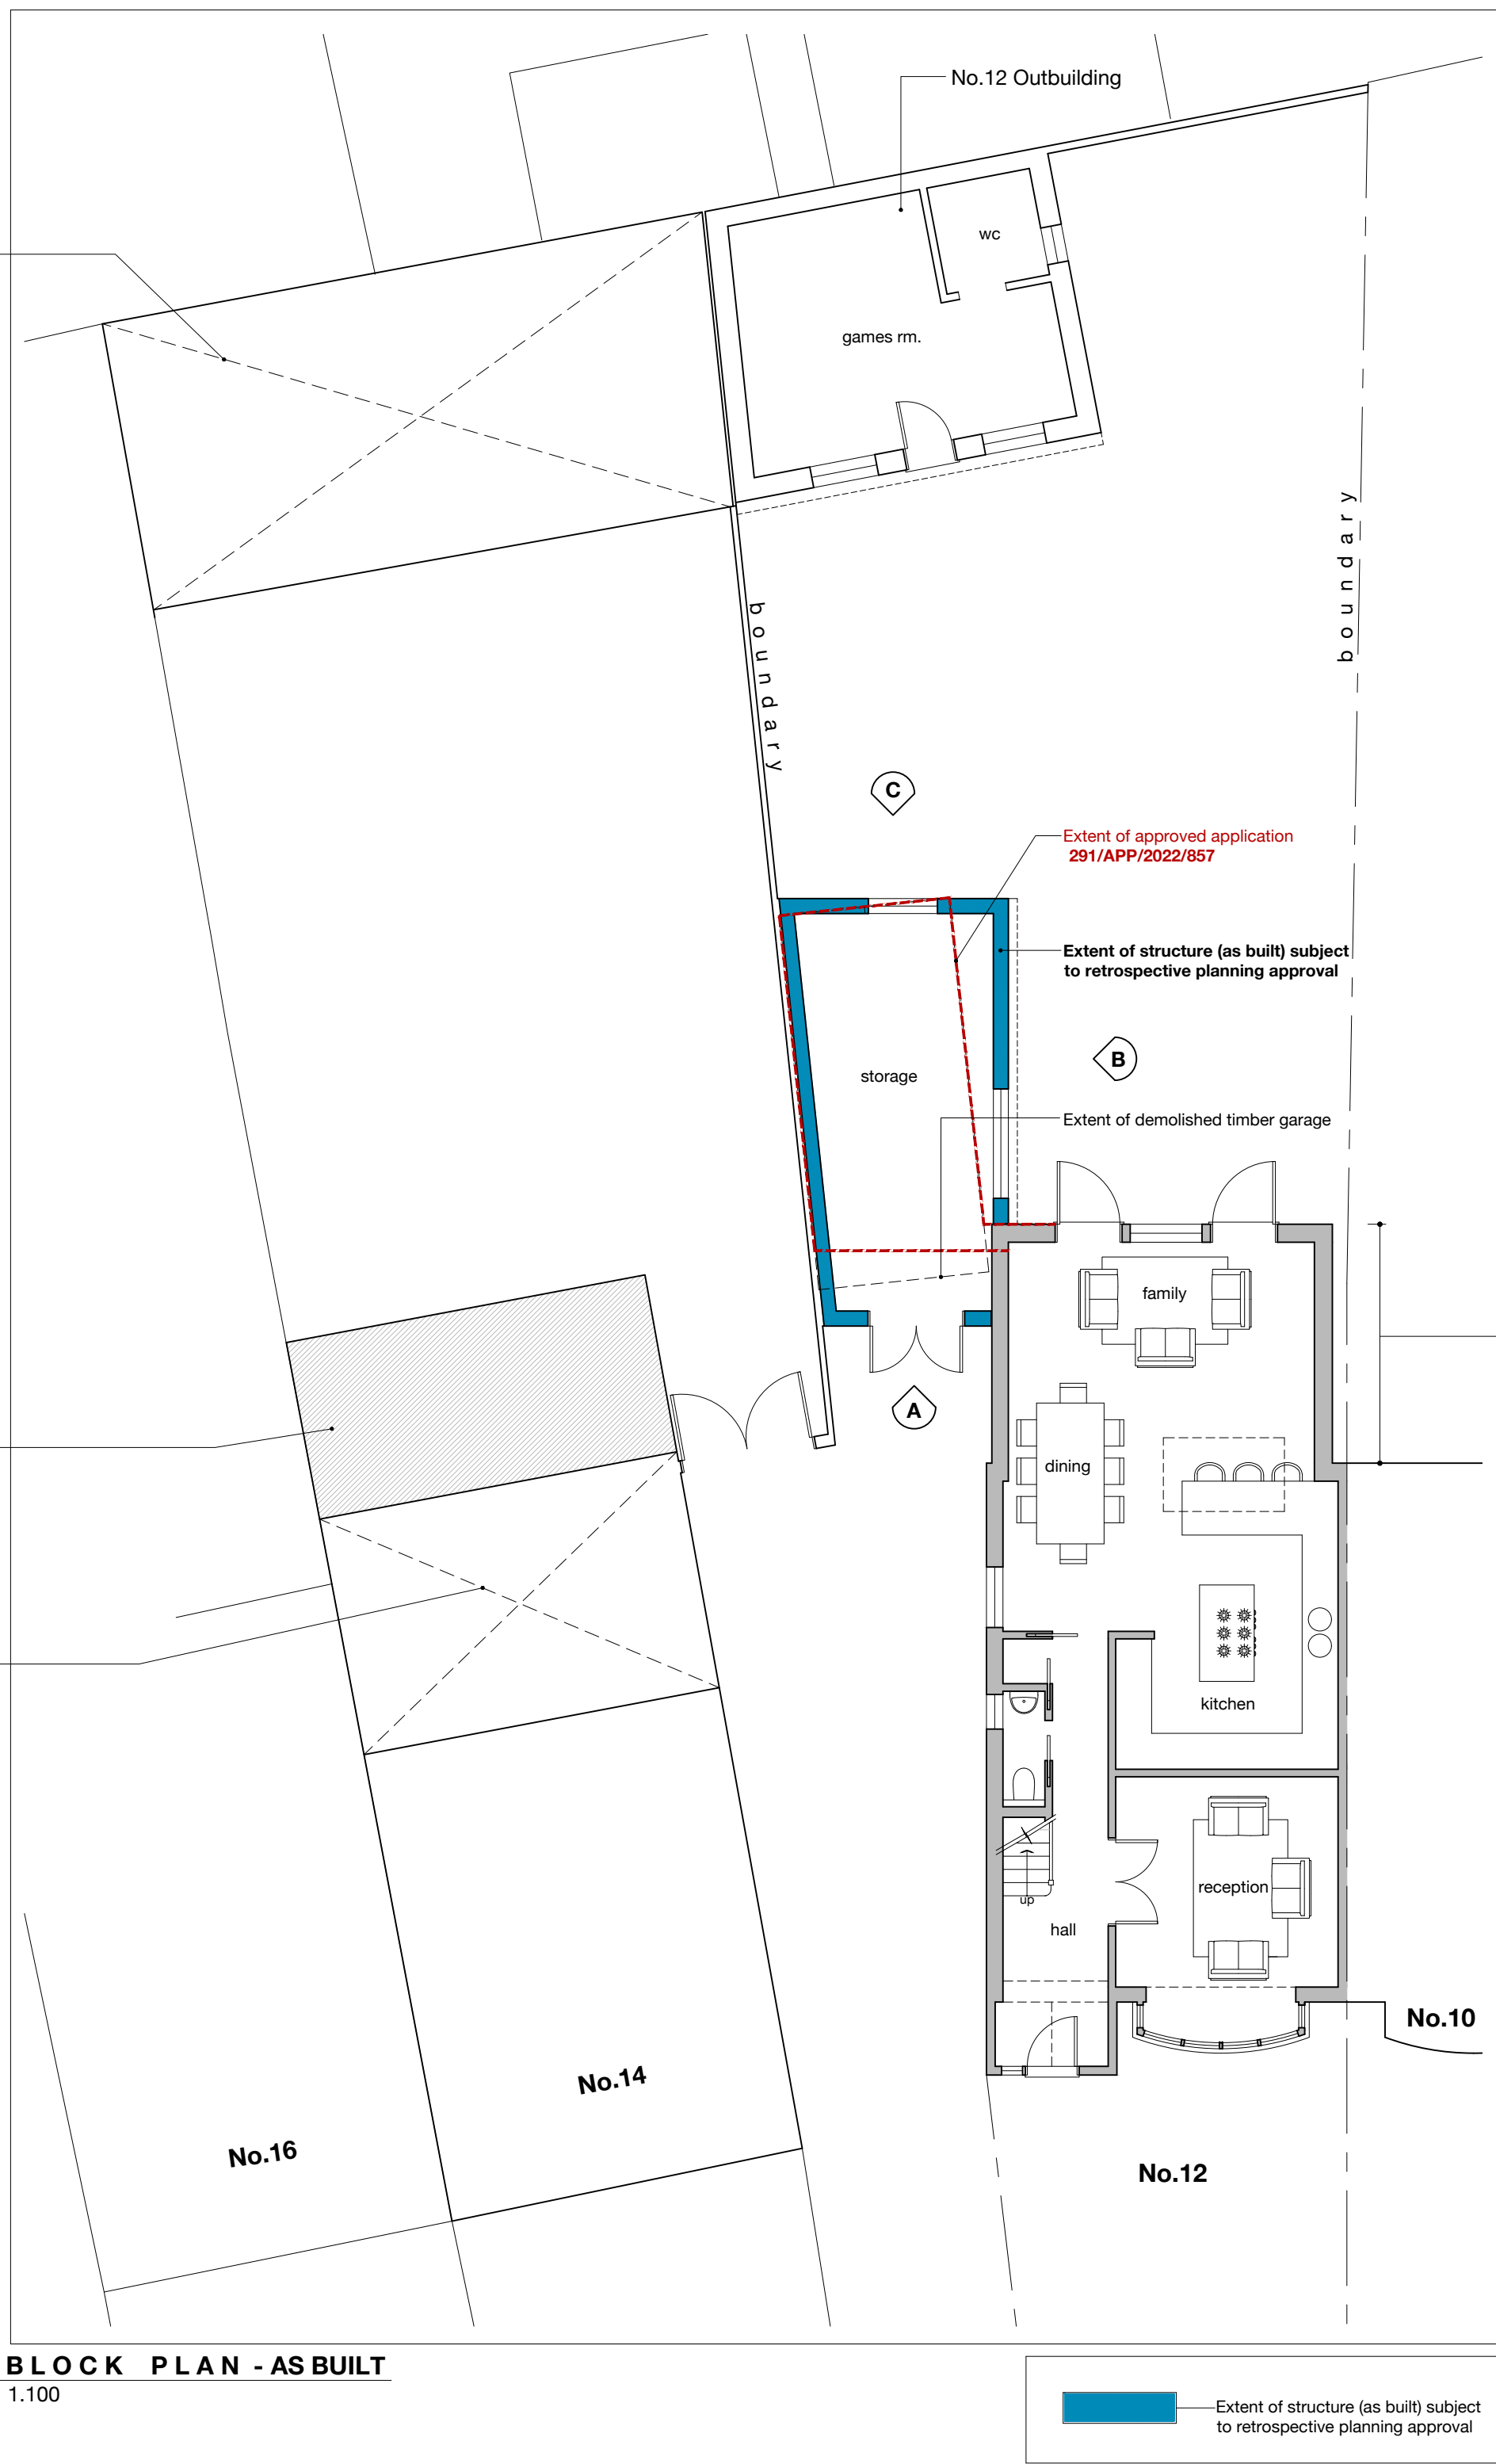 No.12 Outbuilding
wc
games rm.
boundary
boundary
C
Extent of approved application
291/APP/2022/857
Extent of structure (as built) subject
to retrospective planning approval
B
storage
Extent of demolished timber garage
family
A
dining
kitchen
reception
up
hall
No.10
No.14
No.16
No.12
BLOCK PLAN - AS BUILT
1.100
Extent of structure (as built) subject
to retrospective planning approval